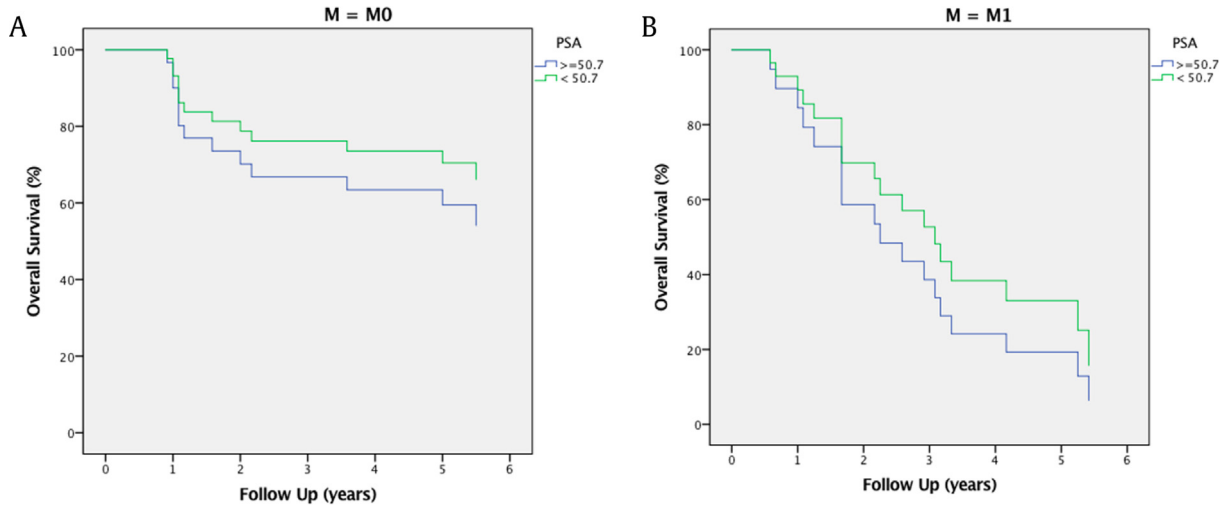 A
M = M0
PSA
>=50.7
< 50.7
Overall Survival (%)
100
80
60
40
20
0
0 1 2 3 4 5 6
Follow Up (years)
B
M = M1
PSA
>=50.7
< 50.7
Overall Survival (%)
100
80
60
40
20
0
0 1 2 3 4 5 6
Follow Up (years)